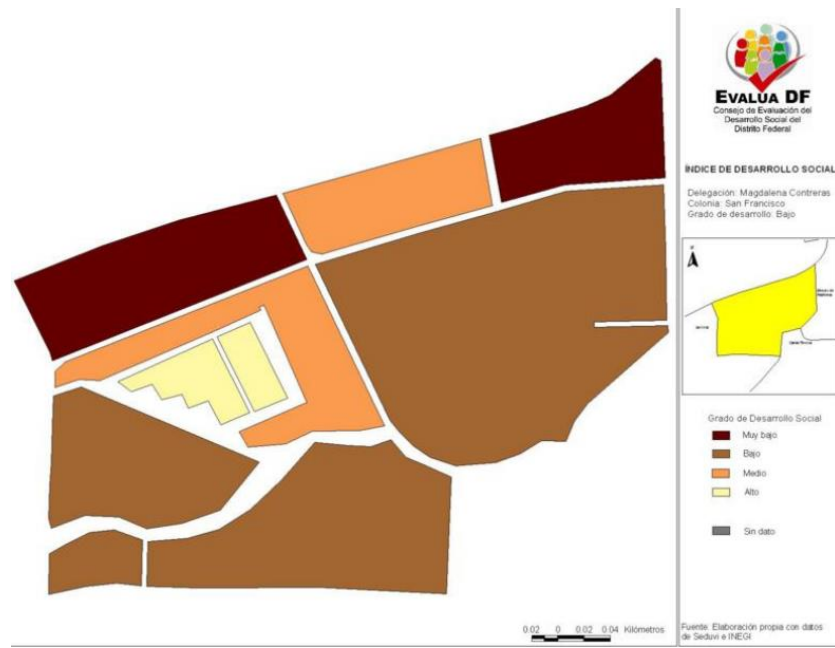 EVALUA DF
Consejo de Evaluación del
Desarrollo Social del
Distrito Federal
ÍNDICE DE DESARROLLO SOCIAL
Delegación: Magdalena Contreras
Colonia: San Francisco
Grado de desarrollo: Bajo
Grado de Desarrollo Social
Muy bajo
Bajo
Medio
Alto
Sin dato
0.02 0 0.02 0.04 Kilómetros
Fuente: Elaboración propia con datos
de Seduvi e INEGI